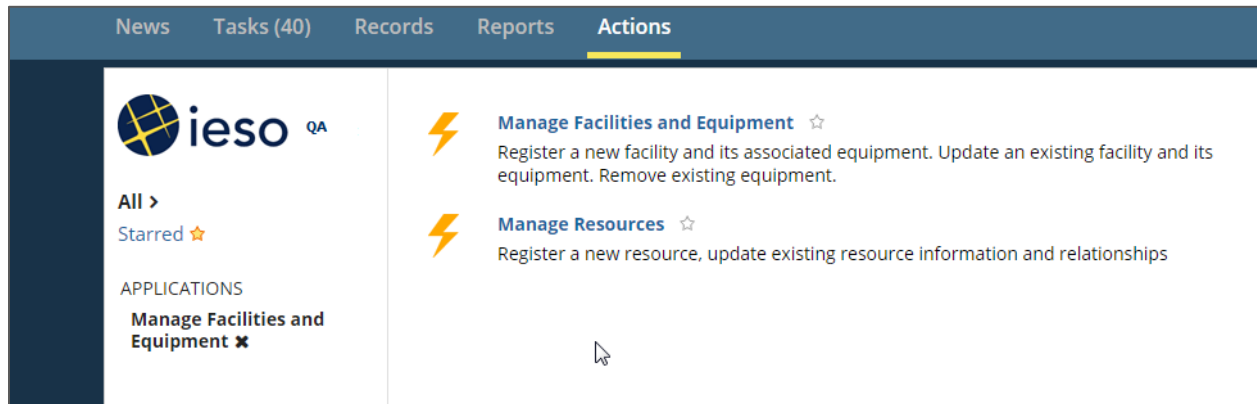 News Tasks (40) Records Reports Actions
ieso QA
All >
Starred
APPLICATIONS
Manage Facilities and
Equipment ✖
Manage Facilities and Equipment
Register a new facility and its associated equipment. Update an existing facility and its
equipment. Remove existing equipment.
Manage Resources
Register a new resource, update existing resource information and relationships